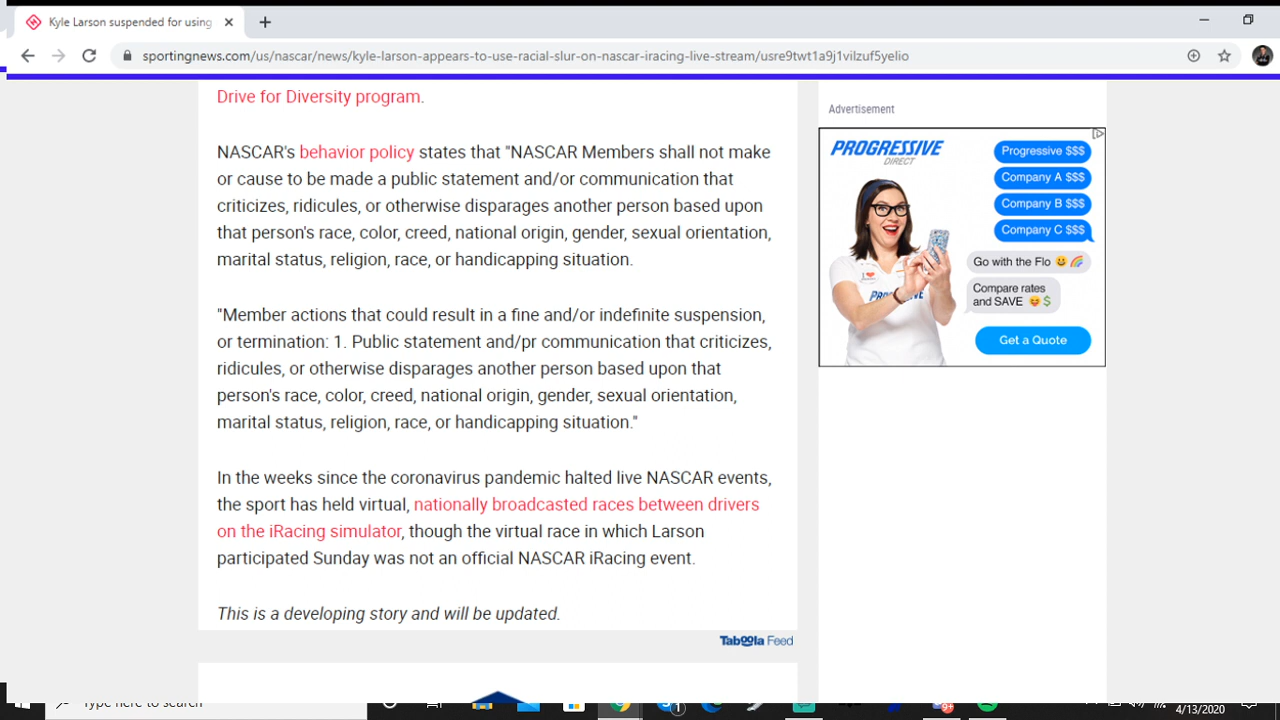 Kyle Larson suspended for using
sportingnews.com/us/nascar/news/kyle-larson-appears-to-use-racial-slur-on-nascar-iracing-live-stream/usre9twt1a9j1vilzuf5yelio
Drive for Diversity program.
NASCAR's behavior policy states that "NASCAR Members shall not make
or cause to be made a public statement and/or communication that
criticizes, ridicules, or otherwise disparages another person based upon
that person's race, color, creed, national origin, gender, sexual orientation,
marital status, religion, race, or handicapping situation.
"Member actions that could result in a fine and/or indefinite suspension,
or termination: 1. Public statement and/pr communication that criticizes,
ridicules, or otherwise disparages another person based upon that
person's race, color, creed, national origin, gender, sexual orientation,
marital status, religion, race, or handicapping situation."
In the weeks since the coronavirus pandemic halted live NASCAR events,
the sport has held virtual, nationally broadcasted races between drivers
on the iRacing simulator, though the virtual race in which Larson
participated Sunday was not an official NASCAR iRacing event.
This is a developing story and will be updated.
Taboola Feed
Advertisement
PROGRESSIVE
DIRECT
Progressive $$$
Company A $$$
Company B $$$
Company C $$$
Go with the Flo
Compare rates
and SAVE
Get a Quote
Type here to search
1
9+
4/13/2020